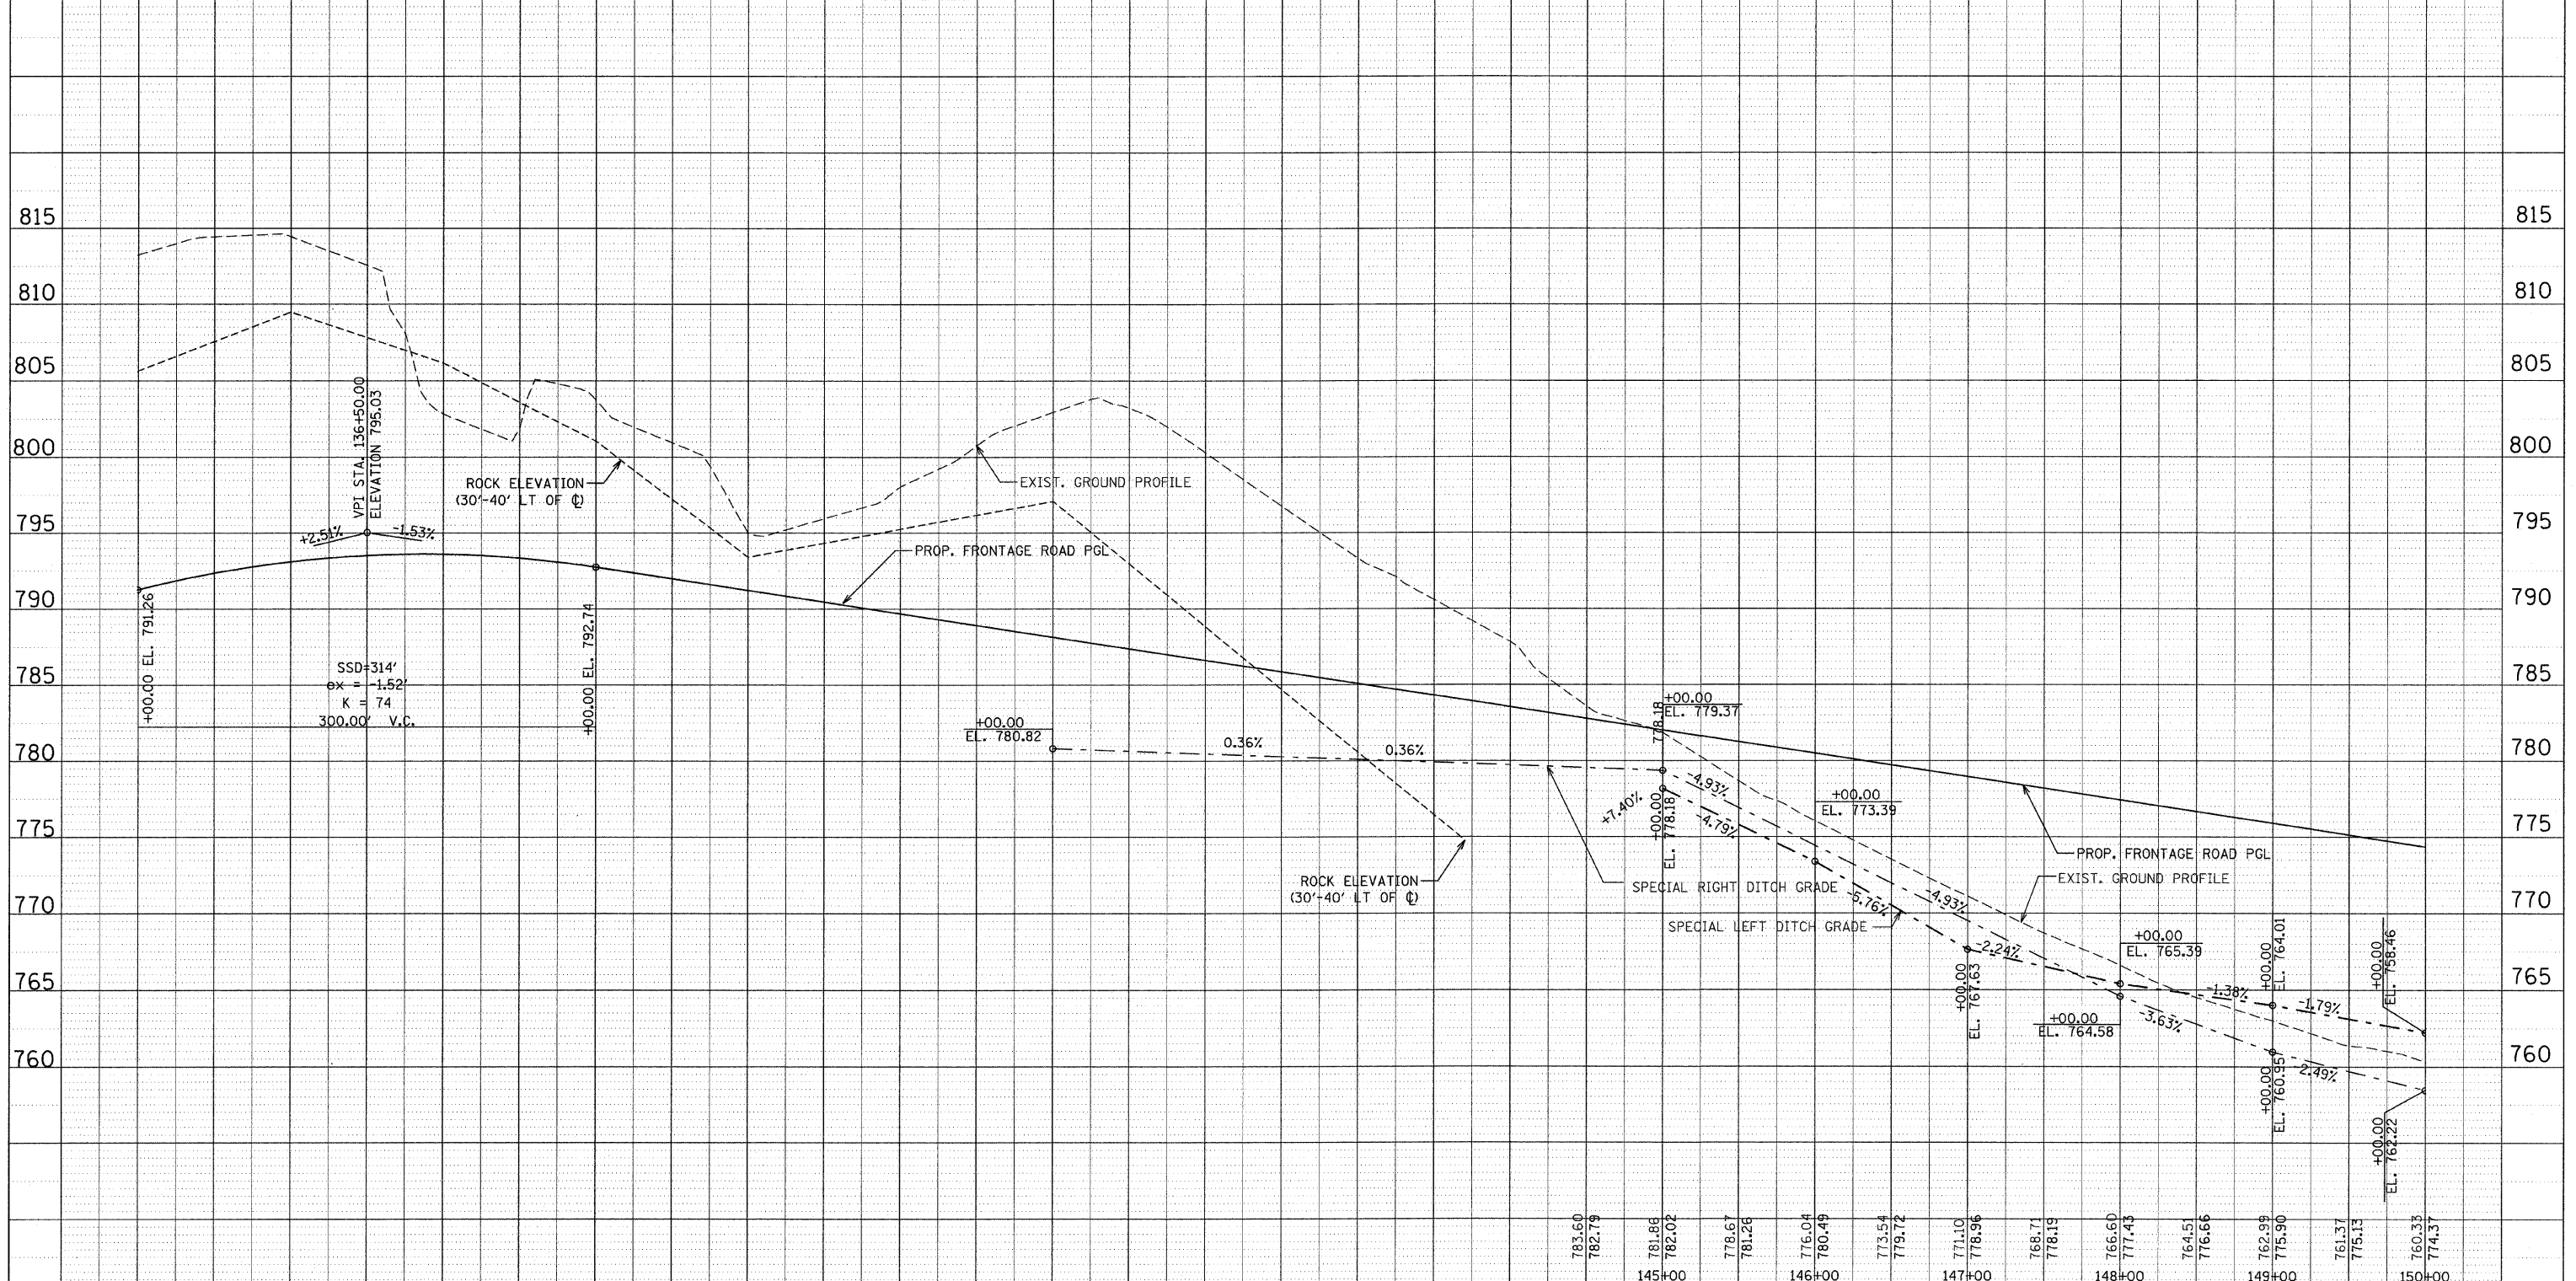 815
815
810
810
805
805
VPI STA. 136+50.00
ELEVATION 795.03
800
800
ROCK ELEVATION
(30'-40' LT OF ℄)
EXIST. GROUND PROFILE
795
795
+2.51%
-1.53%
PROP. FRONTAGE ROAD PGL
790
790
+00.00 EL. 791.26
+00.00 EL. 792.74
785
785
SSD=314'
ex = -1.52'
K = 74
300.00' V.C.
+00.00
EL. 780.82
0.36%
0.36%
778.18
+00.00
EL. 779.37
780
780
+7.40%
+00.00
EL. 778.18
-4.93%
-4.79%
+00.00
EL. 773.39
775
775
ROCK ELEVATION
(30'-40' LT OF ℄)
SPECIAL RIGHT DITCH GRADE
SPECIAL LEFT DITCH GRADE
-5.76%
-4.93%
PROP. FRONTAGE ROAD PGL
EXIST. GROUND PROFILE
770
770
-2.24%
+00.00
EL. 767.63
+00.00
EL. 765.39
+00.00
EL. 764.01
+00.00
EL. 758.46
765
765
-1.38%
-1.79%
+00.00
EL. 764.58
-3.63%
760
760
+00.00
EL. 760.95
-2.49%
+00.00
EL. 762.22
783.60
782.79
781.86
782.02
778.67
781.26
776.04
780.49
773.54
779.72
771.10
778.96
768.71
778.19
766.60
777.43
764.51
776.66
762.99
775.90
761.37
775.13
760.33
774.37
145+00
146+00
147+00
148+00
149+00
150+00